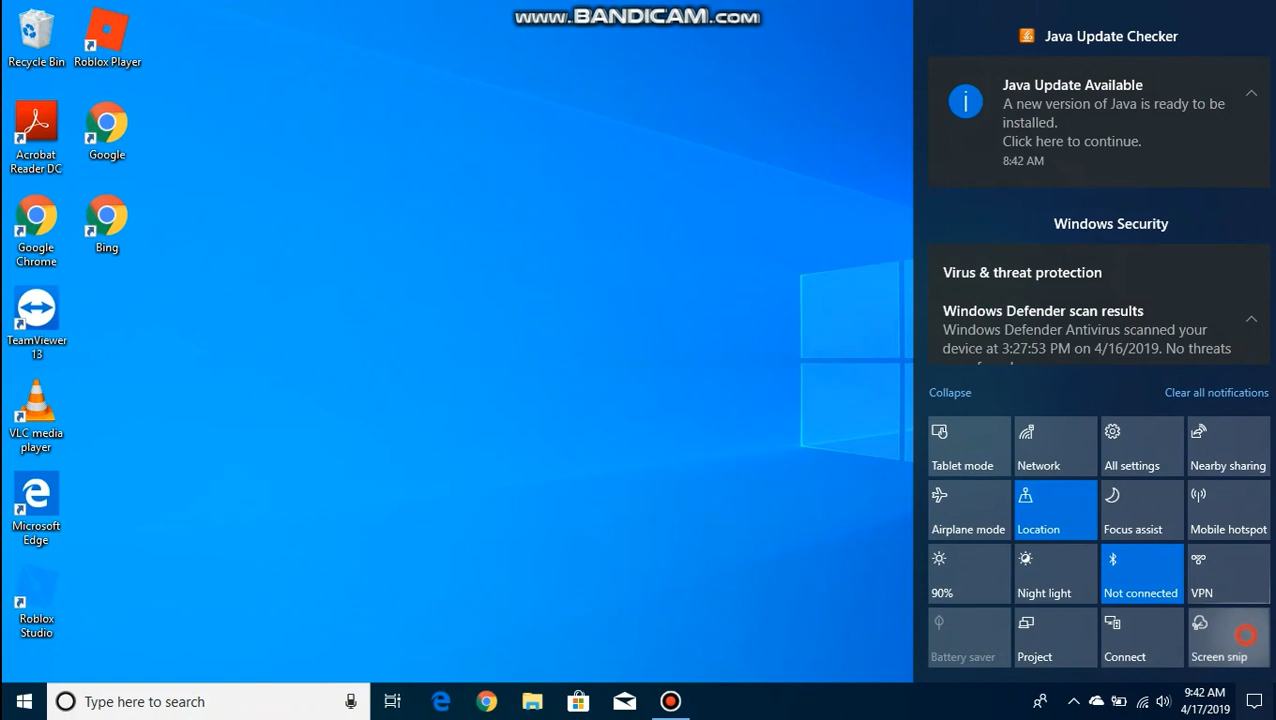 www.BANDICAM.com
Recycle Bin
Roblox Player
Acrobat
Reader DC
Google
Google
Chrome
Bing
TeamViewer
13
VLC media
player
Microsoft
Edge
Roblox
Studio
Java Update Checker
Java Update Available
A new version of Java is ready to be
installed.
Click here to continue.
8:42 AM
Windows Security
Virus & threat protection
Windows Defender scan results
Windows Defender Antivirus scanned your
device at 3:27:53 PM on 4/16/2019. No threats
Collapse
Clear all notifications
Tablet mode
Network
All settings
Nearby sharing
Airplane mode
Location
Focus assist
Mobile hotspot
90%
Night light
Not connected
VPN
Battery saver
Project
Connect
Screen snip
Type here to search
9:42 AM
4/17/2019